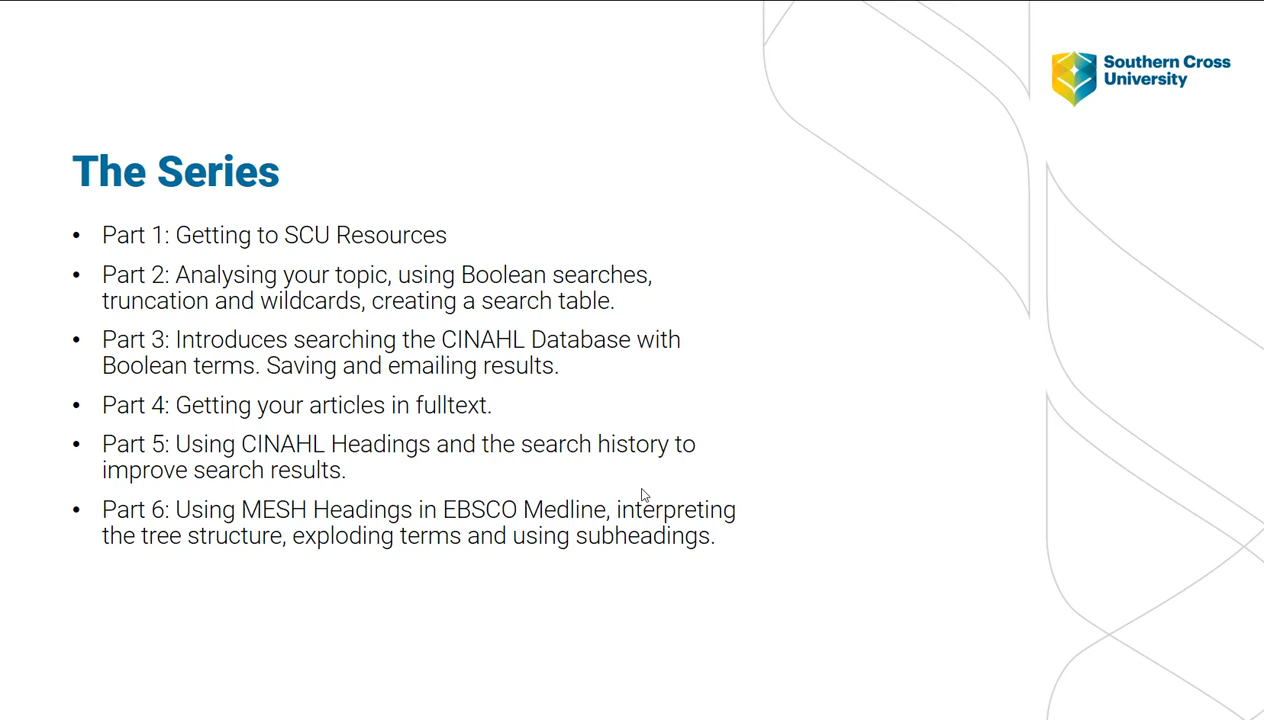 Southern Cross
University
The Series
• Part 1: Getting to SCU Resources
• Part 2: Analysing your topic, using Boolean searches,
truncation and wildcards, creating a search table.
• Part 3: Introduces searching the CINAHL Database with
Boolean terms. Saving and emailing results.
• Part 4: Getting your articles in fulltext.
• Part 5: Using CINAHL Headings and the search history to
improve search results.
• Part 6: Using MESH Headings in EBSCO Medline, interpreting
the tree structure, exploding terms and using subheadings.